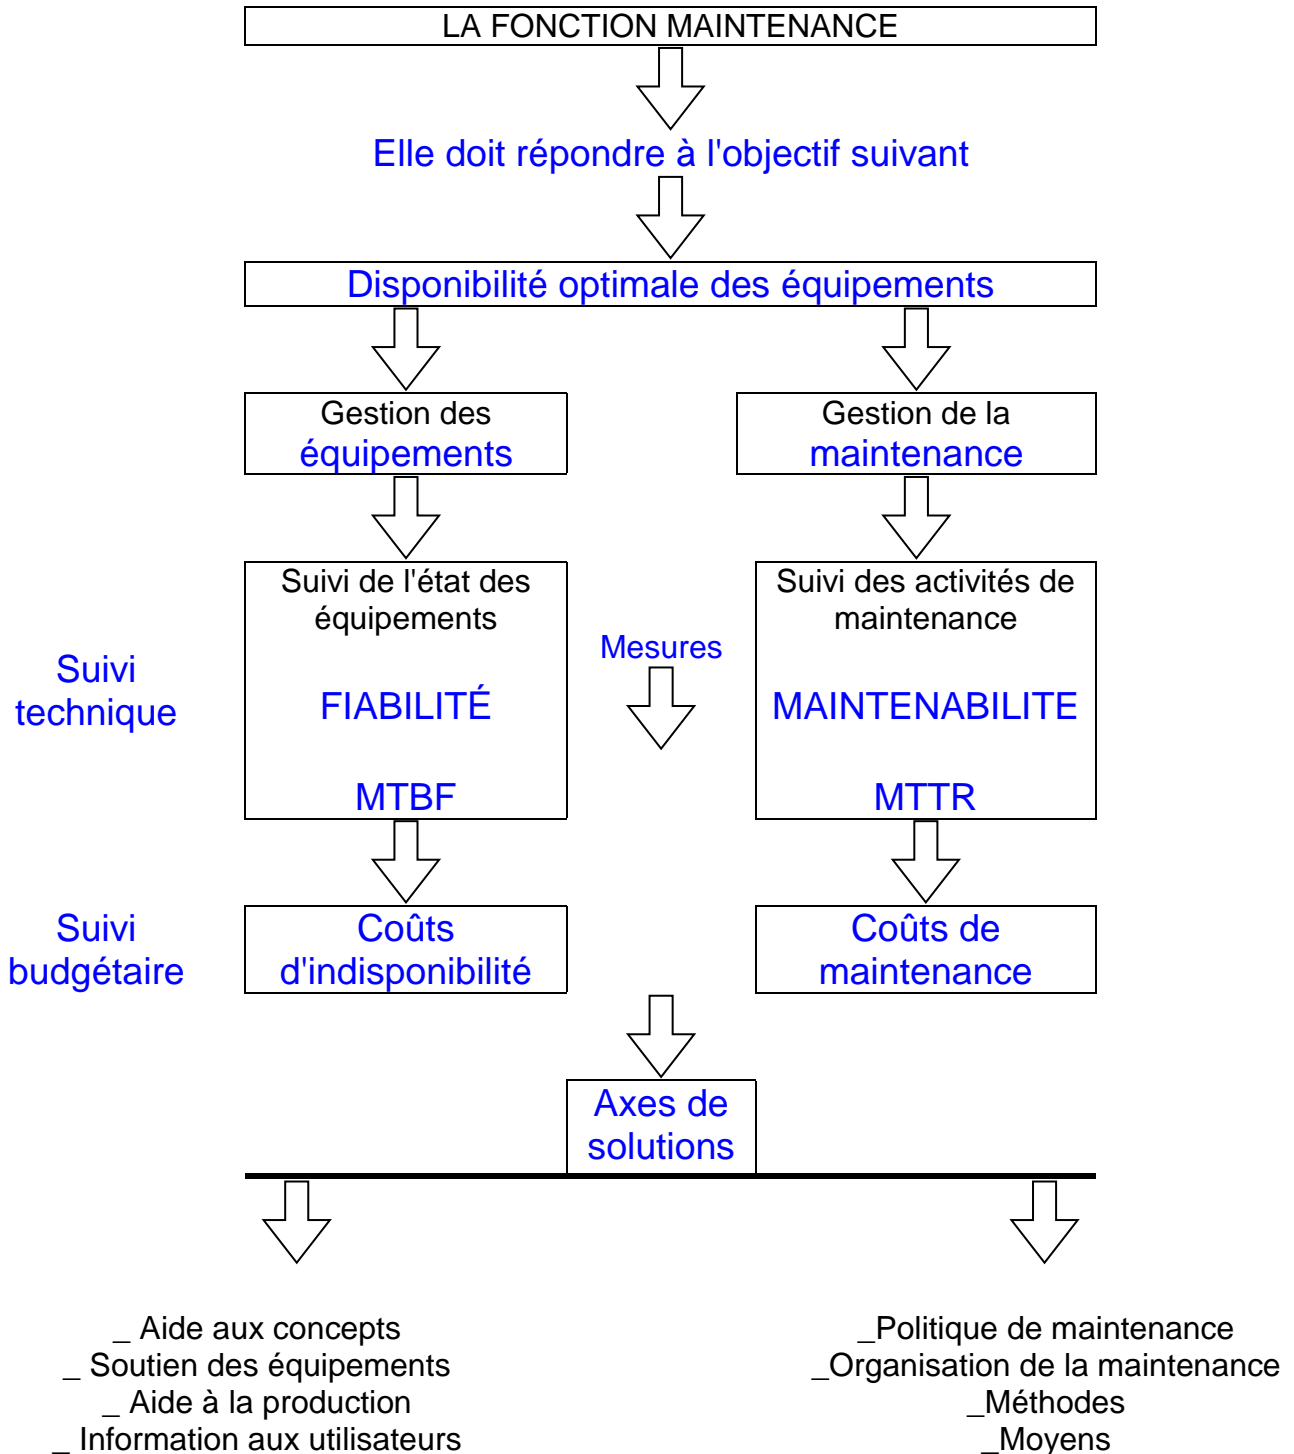 LA FONCTION MAINTENANCE
Elle doit répondre à l'objectif suivant
Disponibilité optimale des équipements
Gestion des
équipements
Gestion de la
maintenance
Suivi
technique
Suivi de l'état des
équipements
FIABILITÉ
MTBF
Mesures
Suivi des activités de
maintenance
MAINTENABILITE
MTTR
Suivi
budgétaire
Coûts
d'indisponibilité
Coûts de
maintenance
Axes de
solutions
_ Aide aux concepts
_ Soutien des équipements
_ Aide à la production
_ Information aux utilisateurs
_Politique de maintenance
_Organisation de la maintenance
_Méthodes
_Moyens